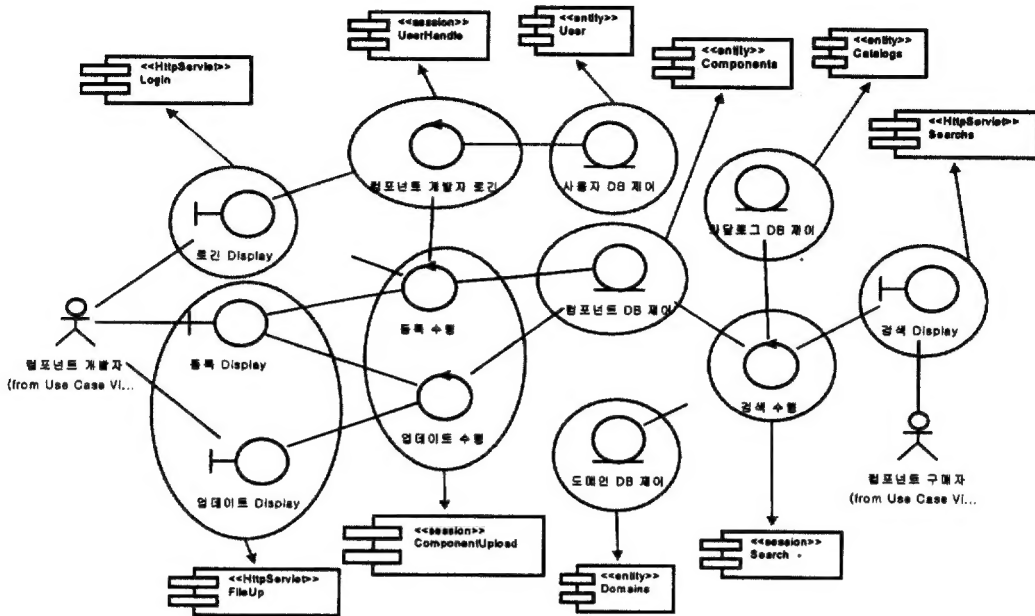 <<session>>
UserHandle
<<entity>>
User
<<entity>>
Components
<<entity>>
Catalogs
<<HttpServlet>>
Login
<<HttpServlet>>
Searchs
컴포넌트 개발자 로긴
사용자 DB 제어
카달로그 DB 제어
로긴 Display
등록 수행
컴포넌트 DB 제어
검색 Display
컴포넌트 개발자
(from Use Case Vi...
등록 Display
검색 수행
업데이트 수행
업데이트 Display
도메인 DB 제어
컴포넌트 구매자
(from Use Case Vi...
<<session>>
ComponentUpload
<<HttpServlet>>
FileUp
<<entity>>
Domains
<<session>>
Search